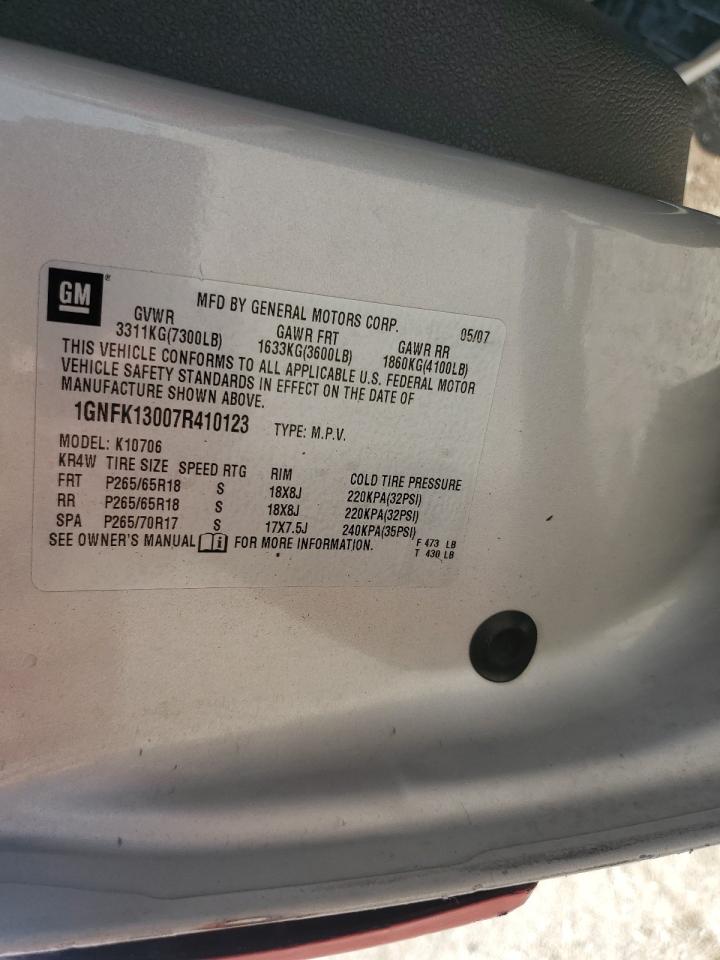 GM®
MFD BY GENERAL MOTORS CORP. 05/07
GVWR GAWR FRT GAWR RR
3311KG(7300LB) 1633KG(3600LB) 1860KG(4100LB)
THIS VEHICLE CONFORMS TO ALL APPLICABLE U.S. FEDERAL MOTOR
VEHICLE SAFETY STANDARDS IN EFFECT ON THE DATE OF
MANUFACTURE SHOWN ABOVE.
1GNFK13007R410123 TYPE: M.P.V.
MODEL: K10706
KR4W TIRE SIZE SPEED RTG RIM COLD TIRE PRESSURE
FRT P265/65R18 S 18X8J 220KPA(32PSI)
RR P265/65R18 S 18X8J 220KPA(32PSI)
SPA P265/70R17 S 17X7.5J 240KPA(35PSI)
SEE OWNER'S MANUAL i FOR MORE INFORMATION. F 473 LB
T 430 LB